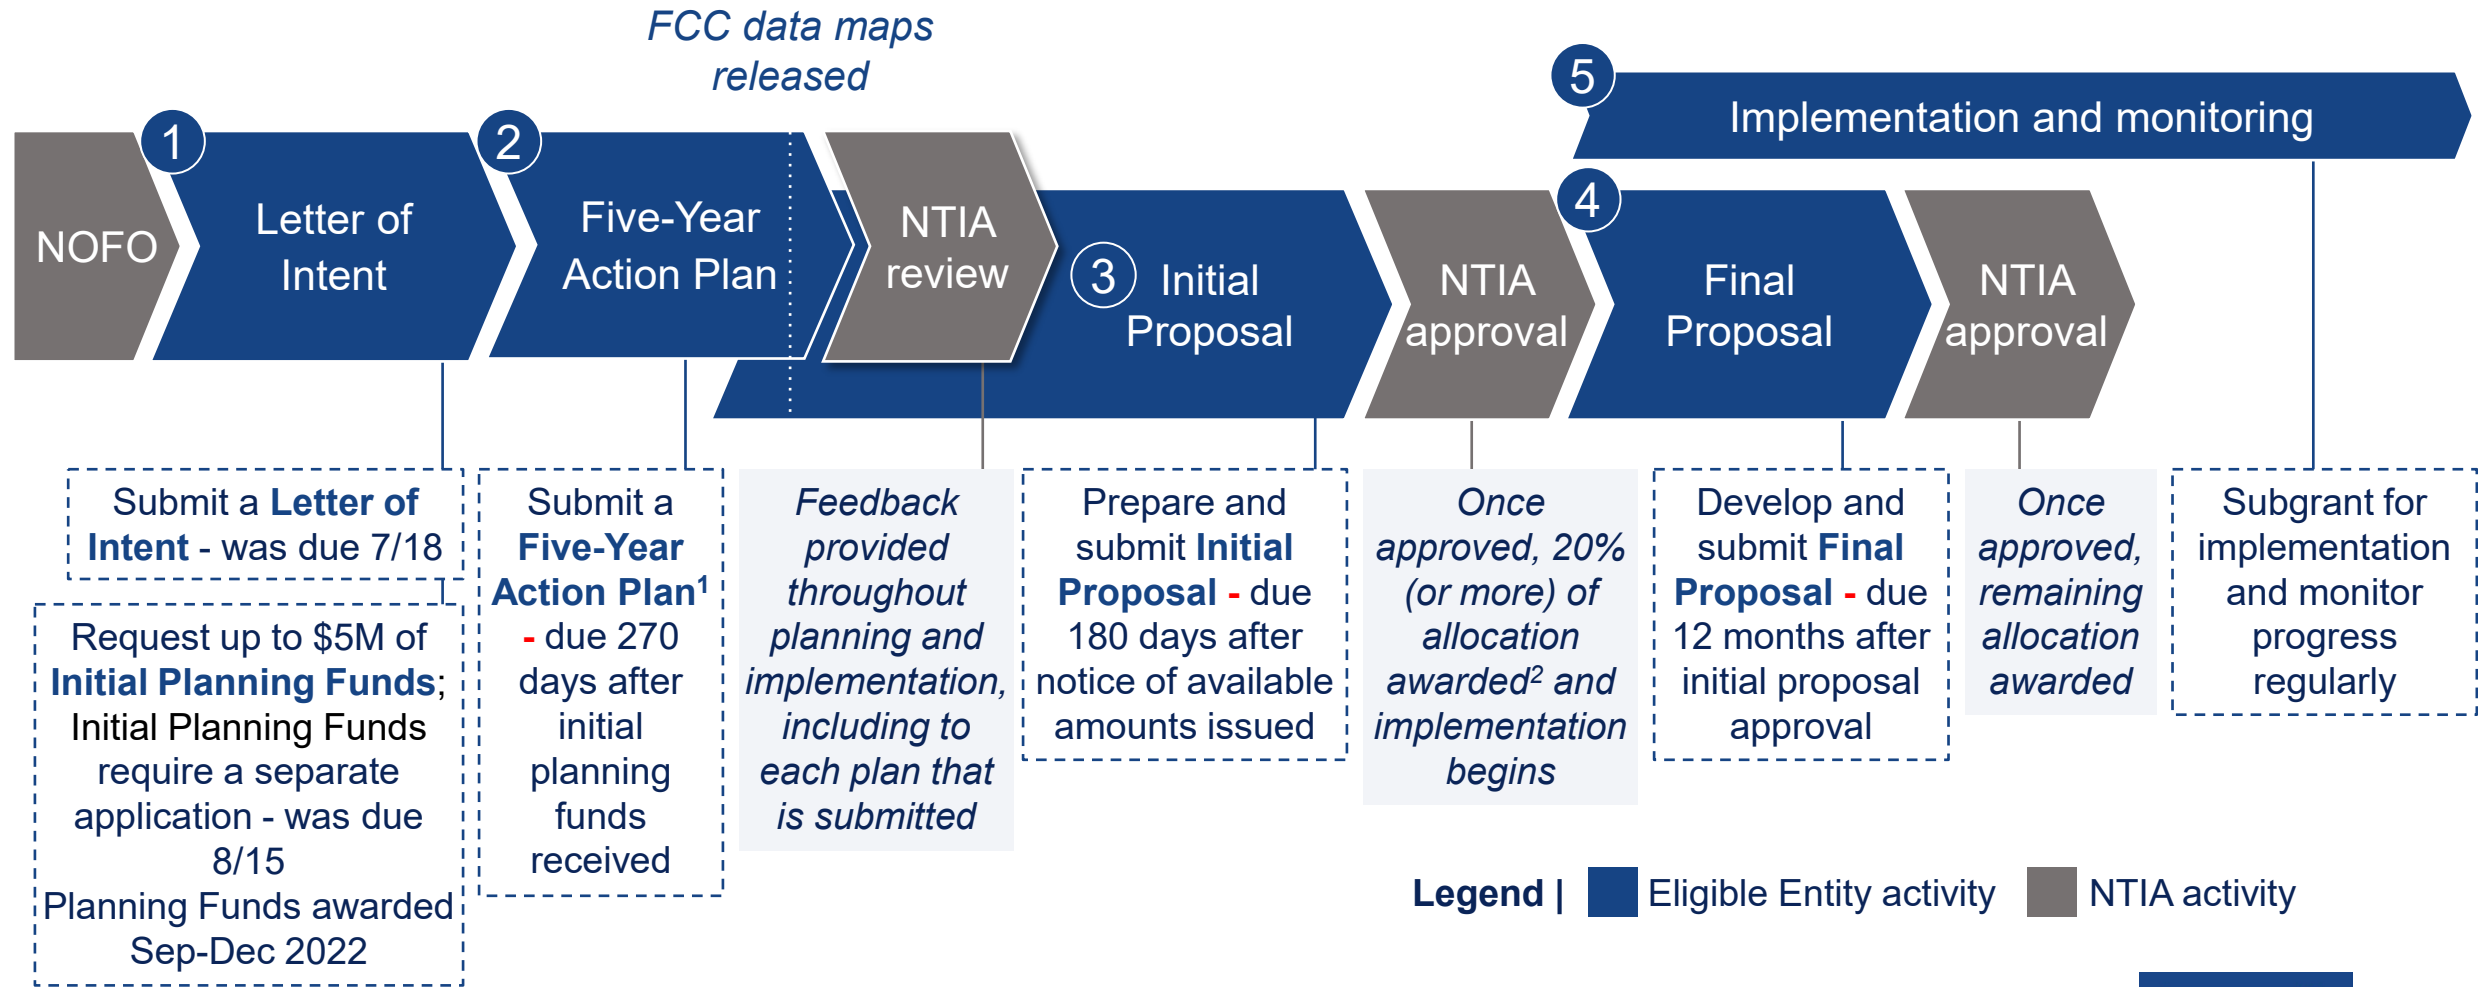 FCC data maps
released
5
Implementation and monitoring
NOFO
1
Letter of
Intent
2
Five-Year
Action Plan
NTIA
review
3
Initial
Proposal
NTIA
approval
4
Final
Proposal
NTIA
approval
Submit a Letter of
Intent - was due 7/18
Request up to $5M of
Initial Planning Funds;
Initial Planning Funds
require a separate
application - was due
8/15
Planning Funds awarded
Sep-Dec 2022
Submit a
Five-Year
Action Plan¹
- due 270
days after
initial
planning
funds
received
Feedback
provided
throughout
planning and
implementation,
including to
each plan that
is submitted
Prepare and
submit Initial
Proposal - due
180 days after
notice of available
amounts issued
Once
approved, 20%
(or more) of
allocation
awarded² and
implementation
begins
Develop and
submit Final
Proposal - due
12 months after
initial proposal
approval
Once
approved,
remaining
allocation
awarded
Subgrant for
implementation
and monitor
progress
regularly
Legend | Eligible Entity activity NTIA activity